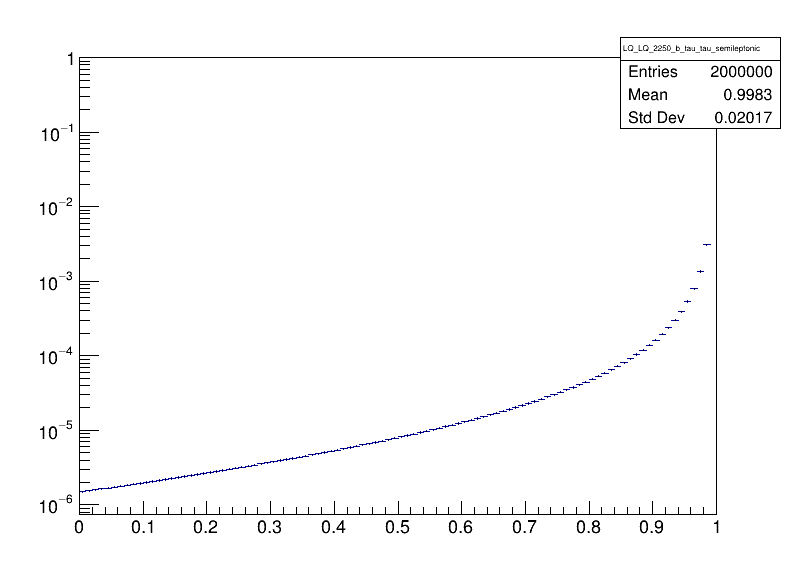 LQ_LQ_2250_b_tau_tau_semileptonic
Entries 2000000
Mean 0.9983
Std Dev 0.02017
1
10−1
10−2
10−3
10−4
10−5
10−6
0 0.1 0.2 0.3 0.4 0.5 0.6 0.7 0.8 0.9 1